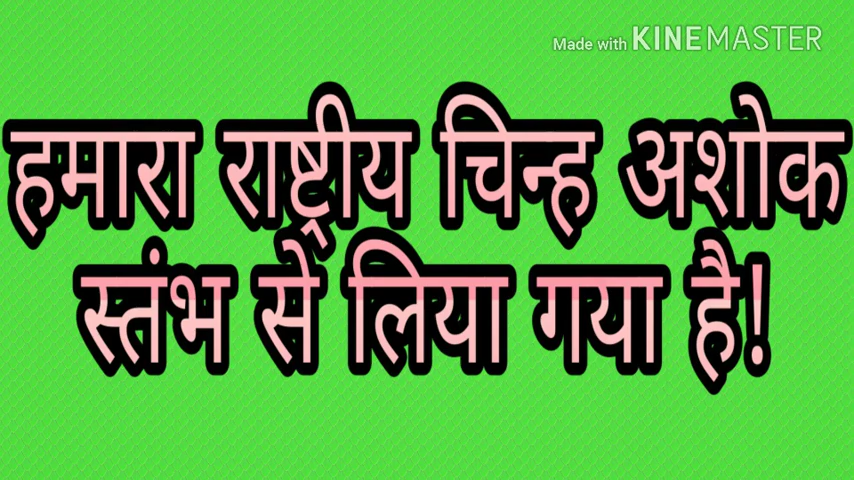 Made with KINEMASTER
हमारा राष्ट्रीय चिन्ह अशोक
स्तंभ से लिया गया है!